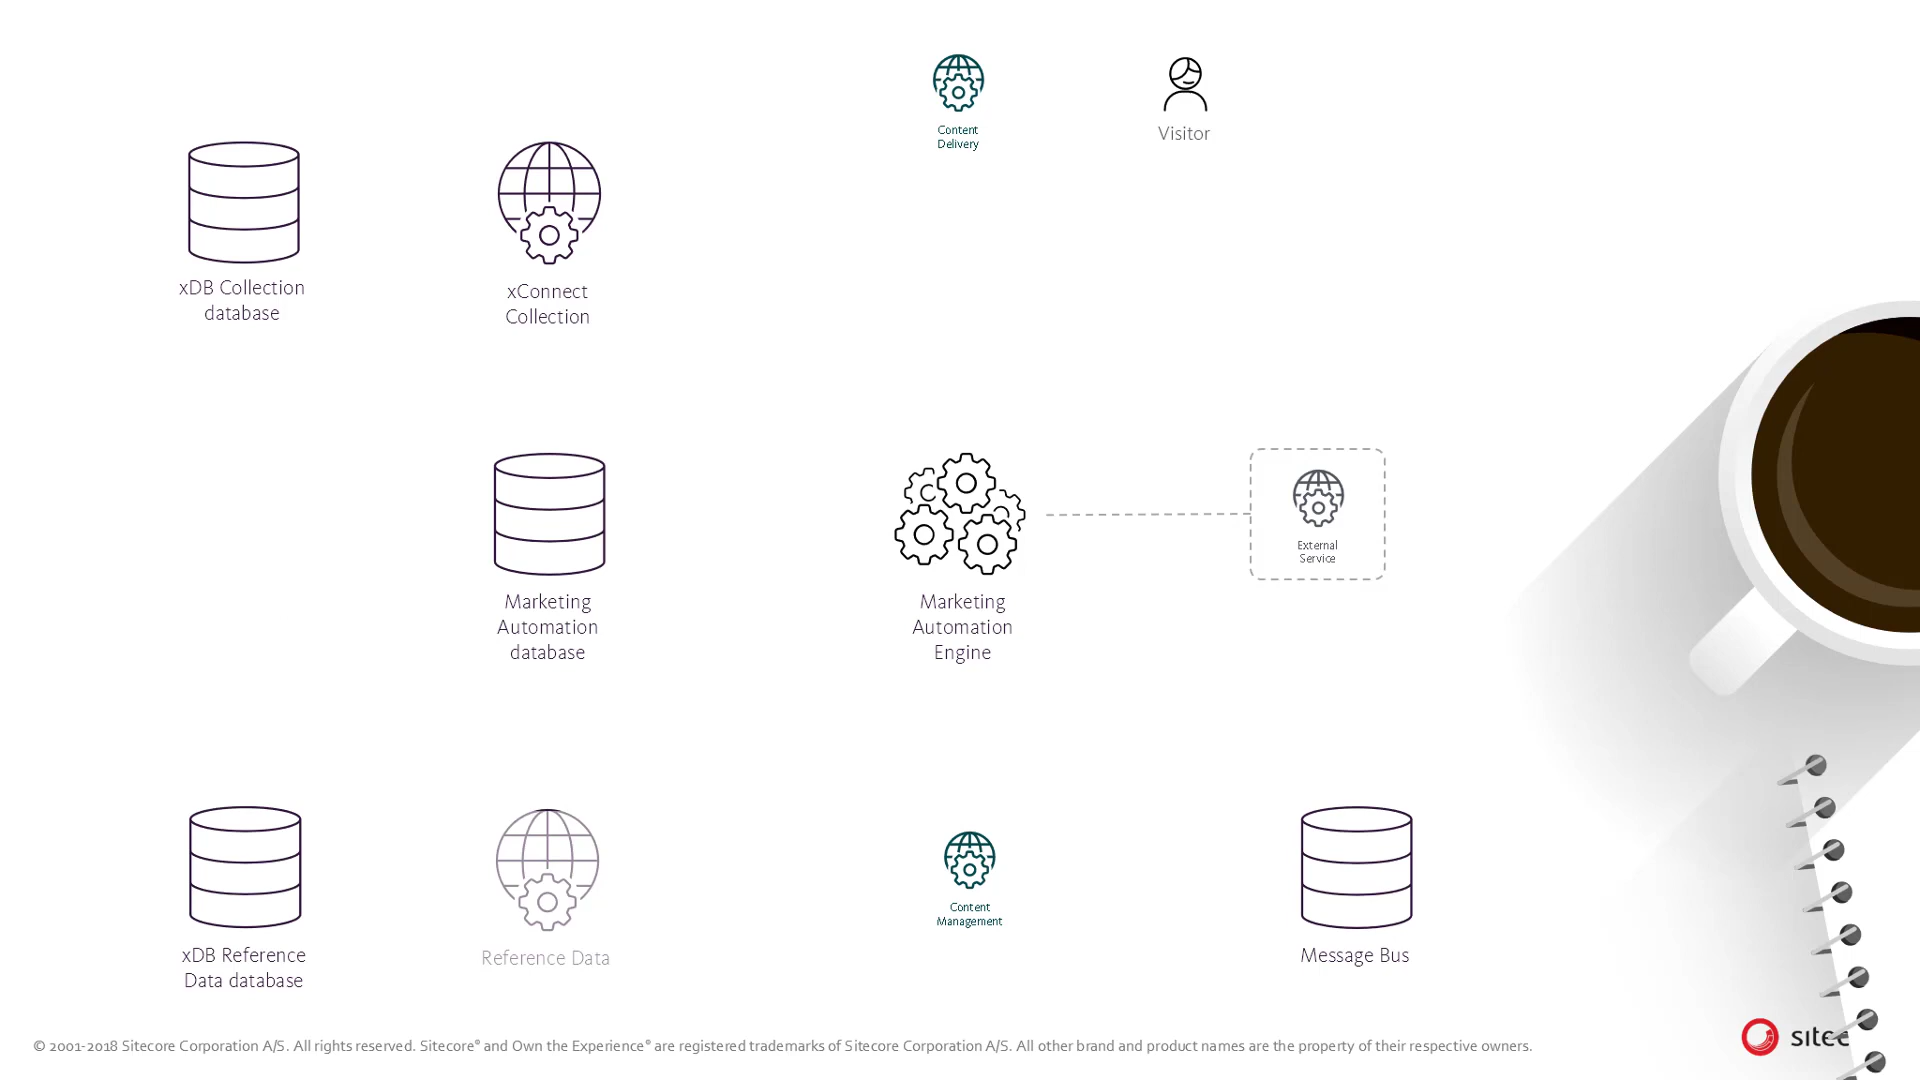 Content
Delivery
Visitor
xDB Collection
database
xConnect
Collection
Marketing
Automation
database
Marketing
Automation
Engine
External
Service
xDB Reference
Data database
Reference Data
Content
Management
Message Bus
© 2001-2018 Sitecore Corporation A/S. All rights reserved. Sitecore® and Own the Experience® are registered trademarks of Sitecore Corporation A/S. All other brand and product names are the property of their respective owners.
sitec